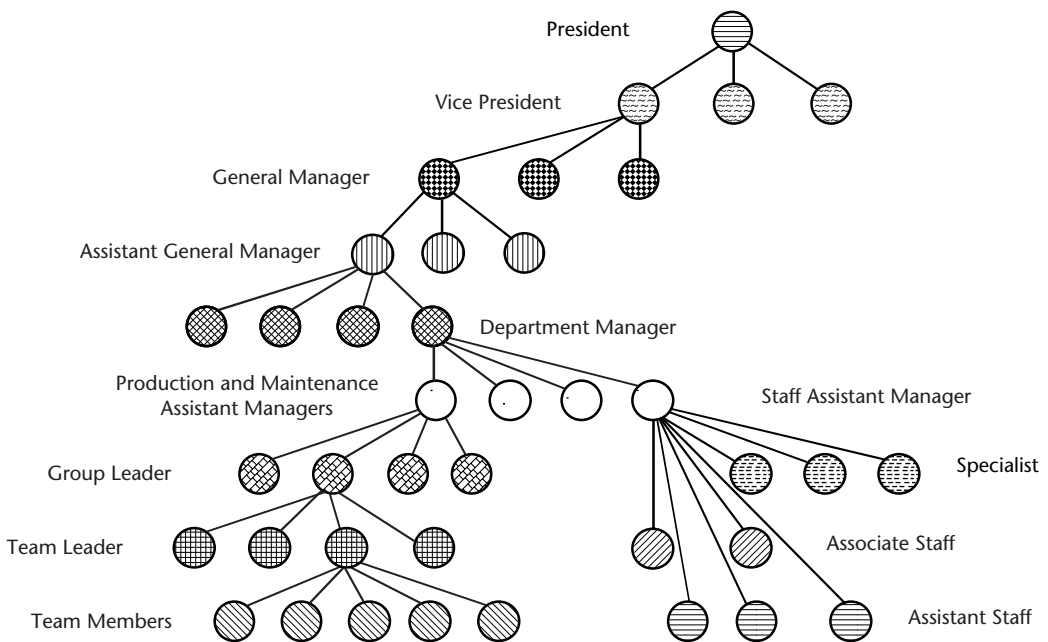 President
Vice President
General Manager
Assistant General Manager
Department Manager
Production and Maintenance
Assistant Managers
Staff Assistant Manager
Group Leader
Specialist
Team Leader
Associate Staff
Team Members
Assistant Staff